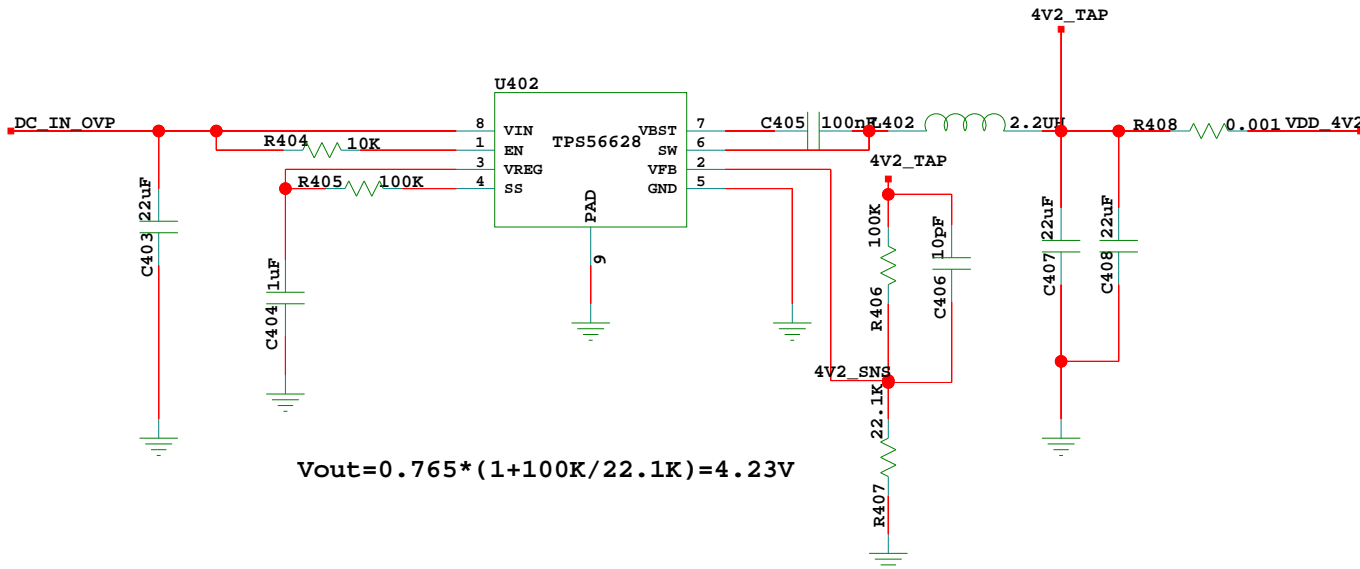 4V2_TAP
U402
DC_IN_OVP
8 VIN TPS56628 VBST 7 C405 100nF L402 2.2UH R408 0.001 VDD_4V2
R404 10K 1 EN SW 6
3 VREG VFB 2 4V2_TAP
R405 100K 4 SS GND 5
PAD
9
C403 22uF
C404 1uF
R406 100K
C406 10pF
C407 22uF
C408 22uF
4V2_SNS
22.1K
R407
Vout=0.765*(1+100K/22.1K)=4.23V